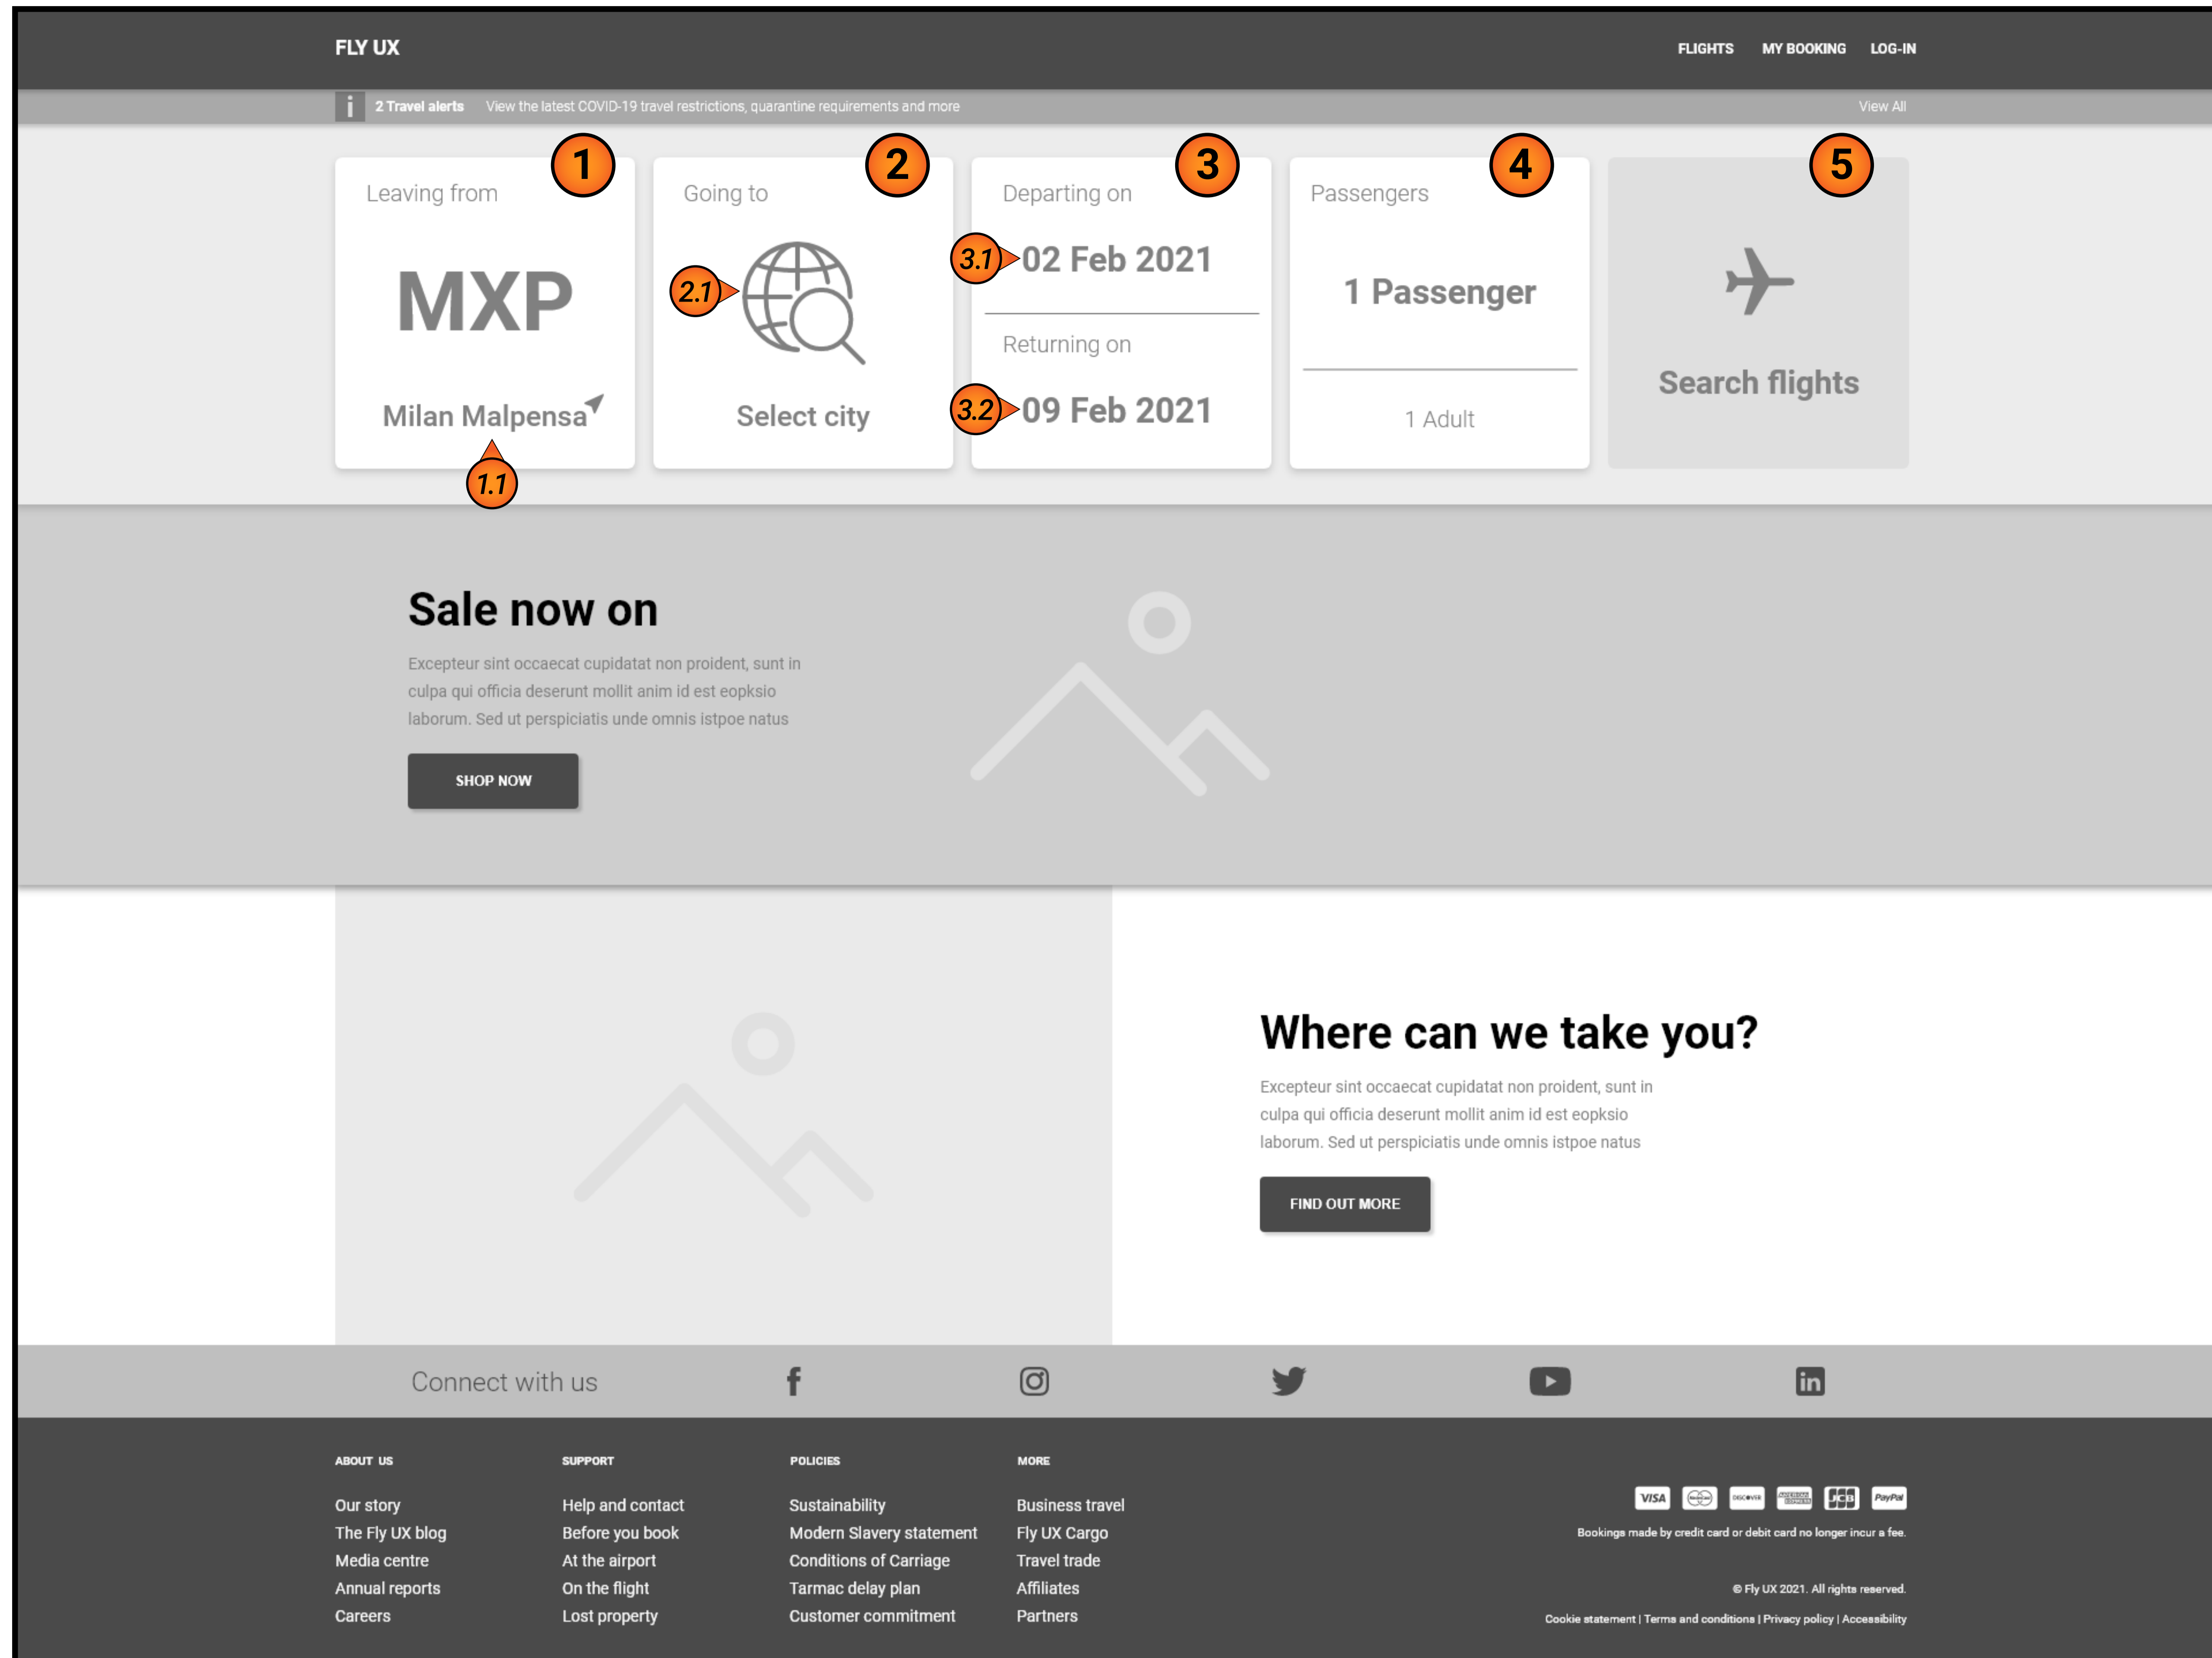 FLY UX
FLIGHTS MY BOOKING LOG-IN
i 2 Travel alerts View the latest COVID-19 travel restrictions, quarantine requirements and more View All
1
Leaving from
MXP
Milan Malpensa
1.1
2
Going to
2.1
Select city
3
Departing on
3.1 02 Feb 2021
Returning on
3.2 09 Feb 2021
4
Passengers
1 Passenger
1 Adult
5
Search flights
Sale now on
Excepteur sint occaecat cupidatat non proident, sunt in
culpa qui officia deserunt mollit anim id est eopksio
laborum. Sed ut perspiciatis unde omnis istpoe natus
SHOP NOW
Where can we take you?
Excepteur sint occaecat cupidatat non proident, sunt in
culpa qui officia deserunt mollit anim id est eopksio
laborum. Sed ut perspiciatis unde omnis istpoe natus
FIND OUT MORE
Connect with us f in
ABOUT US
Our story
The Fly UX blog
Media centre
Annual reports
Careers
SUPPORT
Help and contact
Before you book
At the airport
On the flight
Lost property
POLICIES
Sustainability
Modern Slavery statement
Conditions of Carriage
Tarmac delay plan
Customer commitment
MORE
Business travel
Fly UX Cargo
Travel trade
Affiliates
Partners
VISA MasterCard DISCOVER AMERICAN EXPRESS JCB PayPal
Bookings made by credit card or debit card no longer incur a fee.
© Fly UX 2021. All rights reserved.
Cookie statement | Terms and conditions | Privacy policy | Accessibility